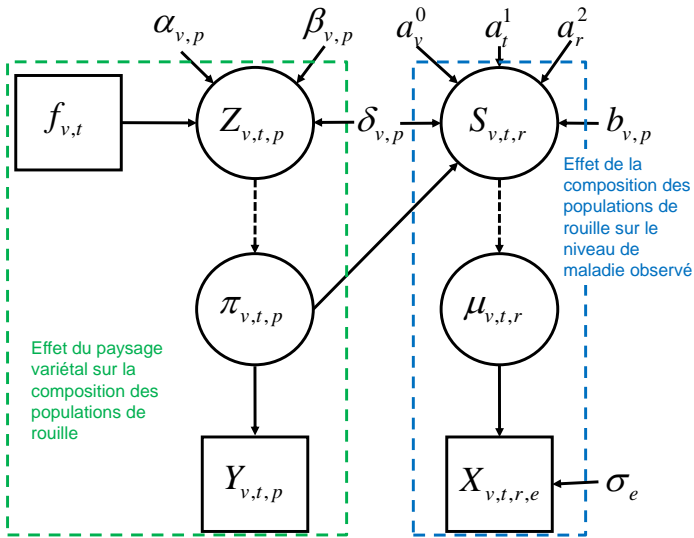 α_{v,p} β_{v,p} a_v^0 a_t^1 a_r^2
f_{v,t} Z_{v,t,p} δ_{v,p} S_{v,t,r} b_{v,p}
Effet de la
composition des
populations de
rouille sur le
niveau de
maladie observé
π_{v,t,p} μ_{v,t,r}
Effet du paysage
variétal sur la
composition des
populations de
rouille
Y_{v,t,p} X_{v,t,r,e} σ_e